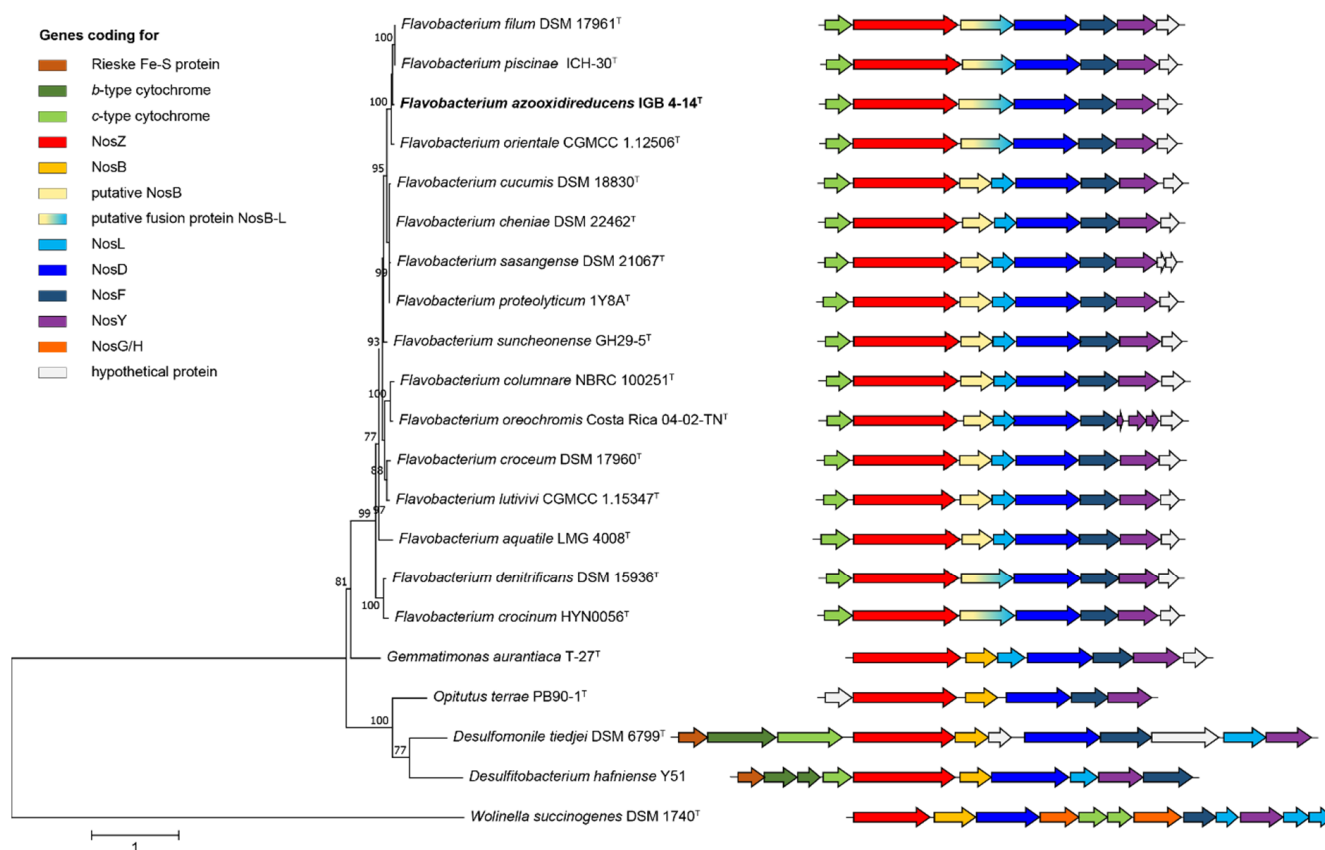 Genes coding for
Rieske Fe-S protein
b-type cytochrome
c-type cytochrome
NosZ
NosB
putative NosB
putative fusion protein NosB-L
NosL
NosD
NosF
NosY
NosG/H
hypothetical protein
Flavobacterium filum DSM 17961ᵀ
100
Flavobacterium piscinae ICH-30ᵀ
100
Flavobacterium azooxidireducens IGB 4-14ᵀ
Flavobacterium orientale CGMCC 1.12506ᵀ
95
Flavobacterium cucumis DSM 18830ᵀ
Flavobacterium cheniae DSM 22462ᵀ
Flavobacterium sasangense DSM 21067ᵀ
99
Flavobacterium proteolyticum 1Y8Aᵀ
93
Flavobacterium suncheonense GH29-5ᵀ
Flavobacterium columnare NBRC 100251ᵀ
100
Flavobacterium oreochromis Costa Rica 04-02-TNᵀ
77
Flavobacterium croceum DSM 17960ᵀ
Flavobacterium lutivivi CGMCC 1.15347ᵀ
99
97
Flavobacterium aquatile LMG 4008ᵀ
81
Flavobacterium denitrificans DSM 15936ᵀ
100
Flavobacterium crocinum HYN0056ᵀ
Gemmatimonas aurantiaca T-27ᵀ
Opitutus terrae PB90-1ᵀ
100
Desulfomonile tiedjei DSM 6799ᵀ
77
Desulfitobacterium hafniense Y51
Wolinella succinogenes DSM 1740ᵀ
1